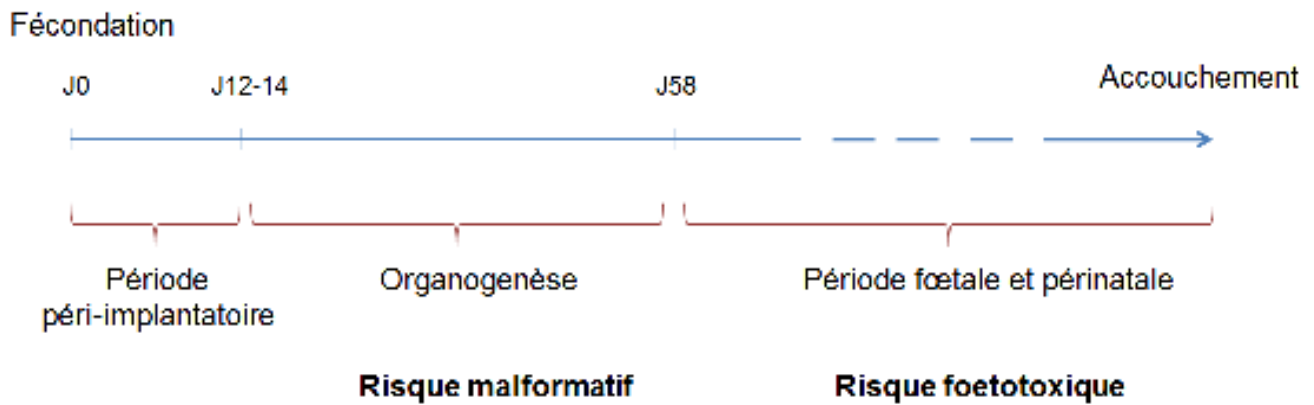 Fécondation
J0
J12-14
J58
Accouchement
Période
péri-implantatoire
Organogenèse
Période fœtale et périnatale
Risque malformatif
Risque foetotoxique